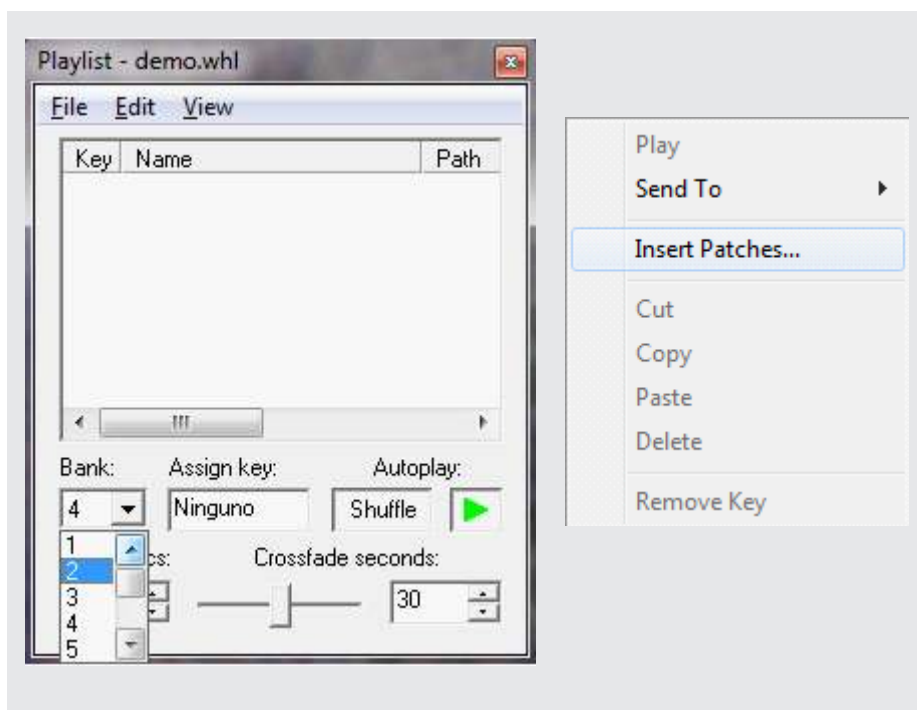 Playlist - demo.whl
File Edit View
Key Name Path
Bank: Assign key: Autoplay:
4 Ninguno Shuffle
1
2
3
4
5
cs: Crossfade seconds:
30
Play
Send To
Insert Patches...
Cut
Copy
Paste
Delete
Remove Key